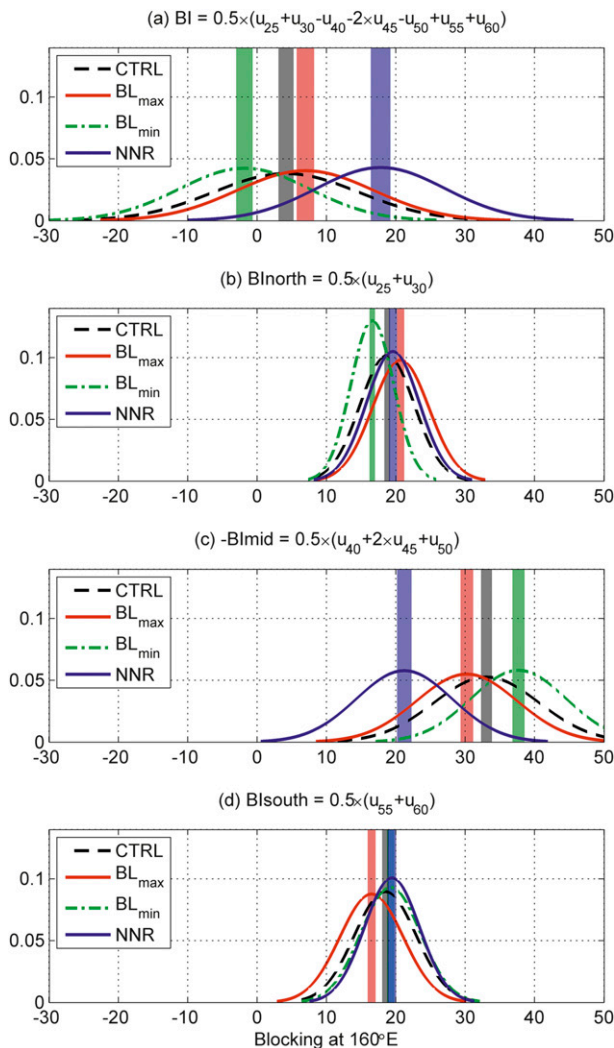 (a) BI = 0.5×(u25+u30-u40-2×u45-u50+u55+u60)
CTRL
BLmax
BLmin
NNR
0.1
0.05
0
-30 -20 -10 0 10 20 30 40 50
(b) BInorth = 0.5×(u25+u30)
CTRL
BLmax
BLmin
NNR
0.1
0.05
0
-30 -20 -10 0 10 20 30 40 50
(c) -BImid = 0.5×(u40+2×u45+u50)
CTRL
BLmax
BLmin
NNR
0.1
0.05
0
-30 -20 -10 0 10 20 30 40 50
(d) BIsouth = 0.5×(u55+u60)
CTRL
BLmax
BLmin
NNR
0.1
0.05
0
-30 -20 -10 0 10 20 30 40 50
Blocking at 160°E